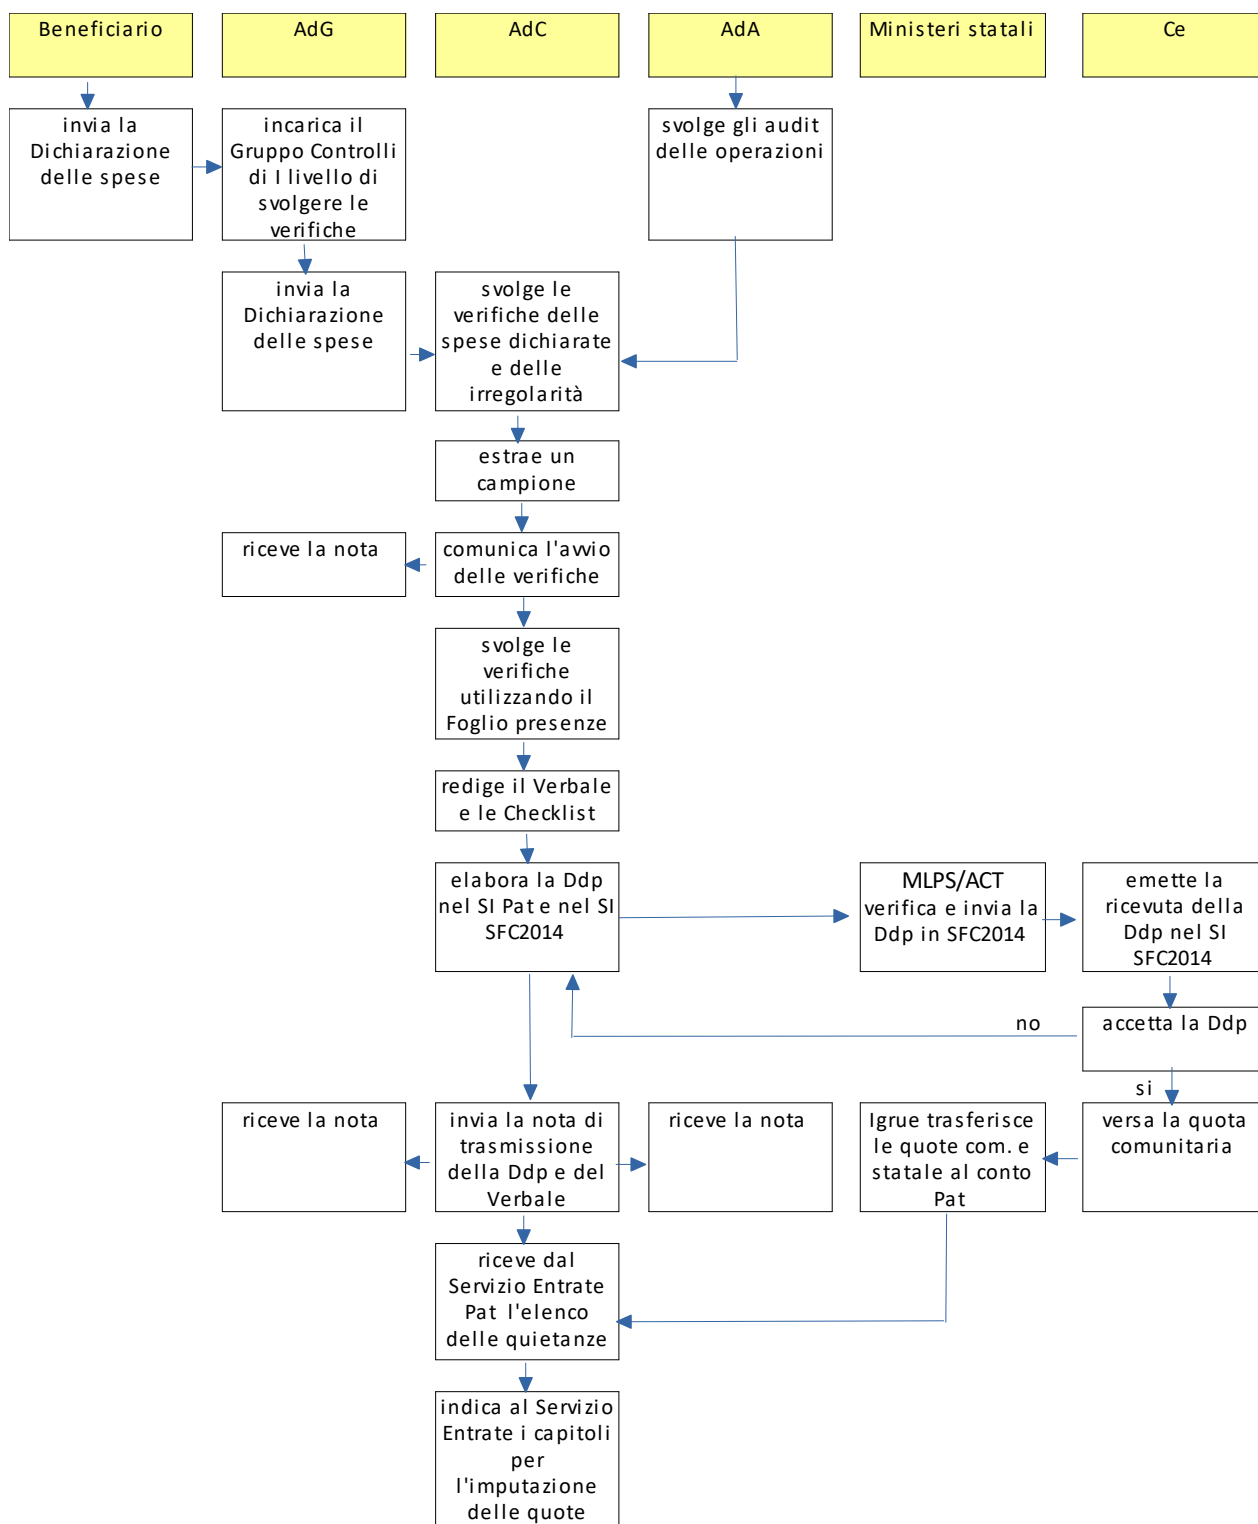 Beneficiario
AdG
AdC
AdA
Ministeri statali
Ce
invia la
Dichiarazione
delle spese
incarica il
Gruppo Controlli
di I livello di
svolgere le
verifiche
svolge gli audit
delle operazioni
invia la
Dichiarazione
delle spese
svolge le
verifiche delle
spese dichiarate
e delle
irregolarità
estrae un
campione
riceve la nota
comunica l'avvio
delle verifiche
svolge le
verifiche
utilizzando il
Foglio presenze
redige il Verbale
e le Checklist
elabora la Ddp
nel SI Pat e nel SI
SFC2014
MLPS/ACT
verifica e invia la
Ddp in SFC2014
emette la
ricevuta della
Ddp nel SI
SFC2014
no
accetta la Ddp
si
riceve la nota
invia la nota di
trasmissione
della Ddp e del
Verbale
riceve la nota
Igrue trasferisce
le quote com. e
statale al conto
Pat
versa la quota
comunitaria
riceve dal
Servizio Entrate
Pat l'elenco
delle quietanze
indica al Servizio
Entrate i capitoli
per
l'imputazione
delle quote